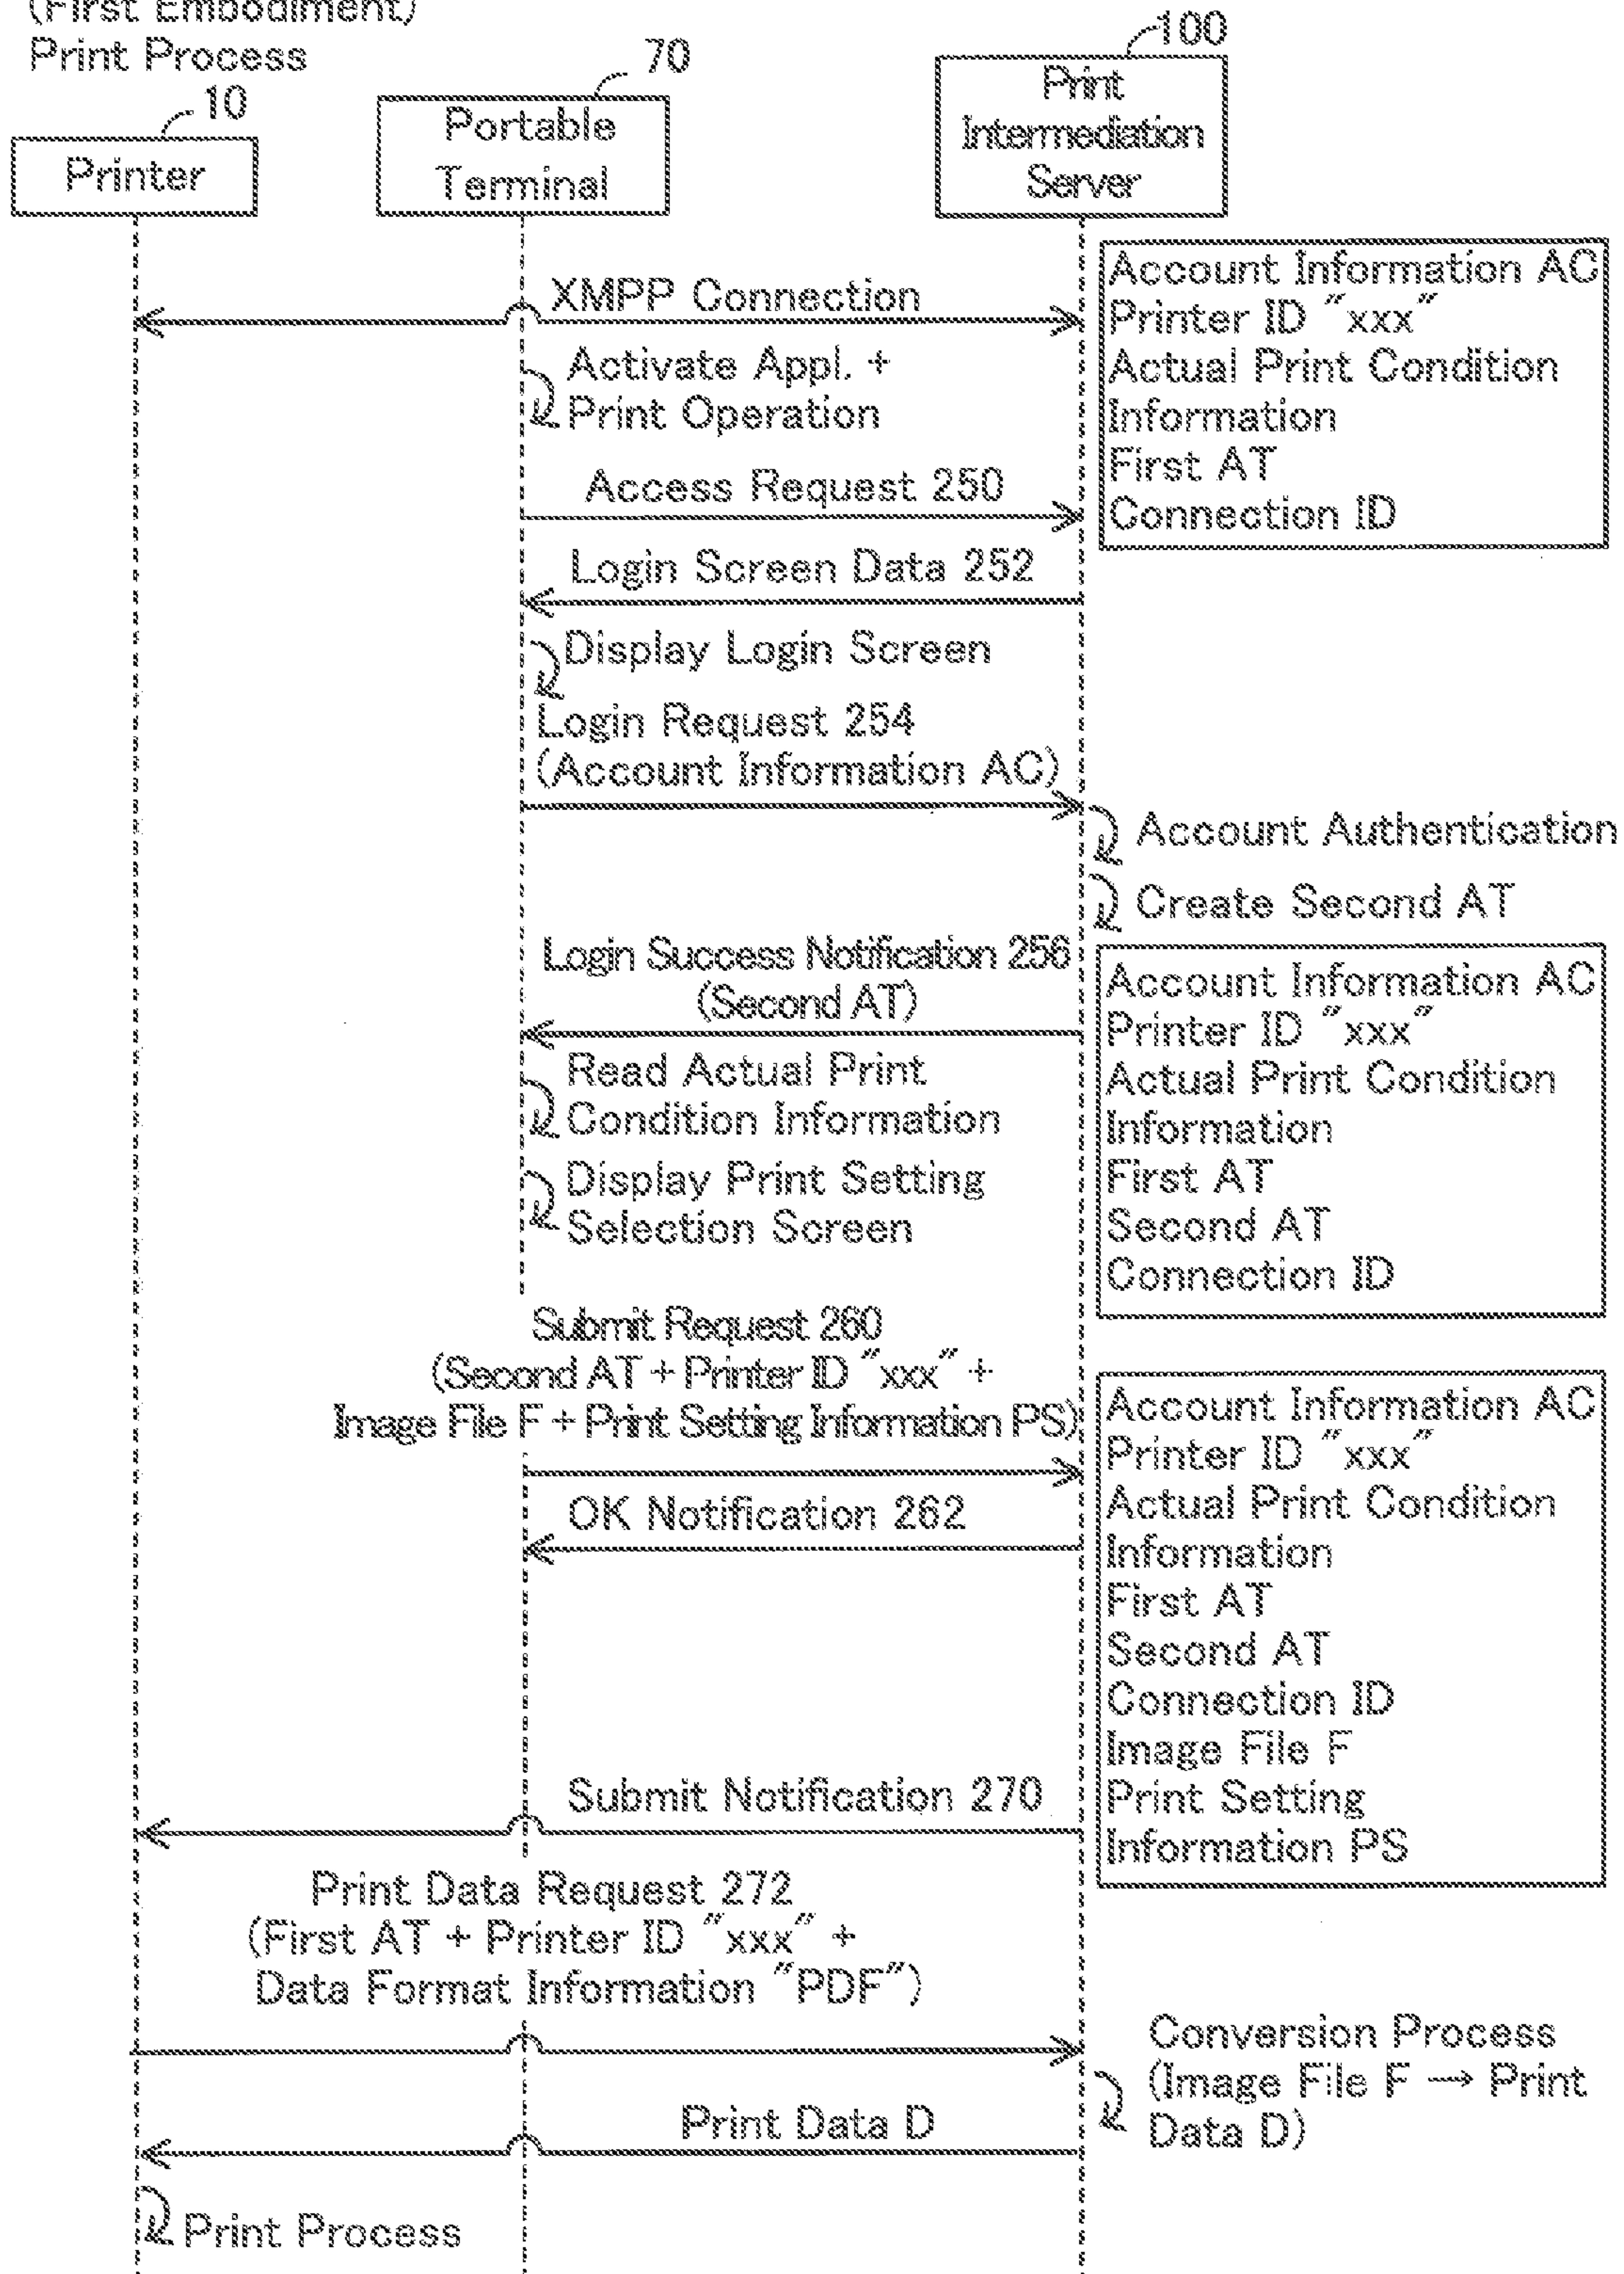 (First Embodiment)
Print Process
10
70
100
Printer
Portable
Terminal
Print
Intermediation
Server
XMPP Connection
Account Information AC
Printer ID "xxx"
Actual Print Condition
Information
First AT
Connection ID
Activate Appl. +
Print Operation
Access Request 250
Login Screen Data 252
Display Login Screen
Login Request 254
(Account Information AC)
Account Authentication
Create Second AT
Login Success Notification 256
(Second AT)
Account Information AC
Printer ID "xxx"
Actual Print Condition
Information
First AT
Second AT
Connection ID
Read Actual Print
Condition Information
Display Print Setting
Selection Screen
Submit Request 260
(Second AT + Printer ID "xxx" +
Image File F + Print Setting Information PS)
Account Information AC
Printer ID "xxx"
Actual Print Condition
Information
First AT
Second AT
Connection ID
Image File F
Print Setting
Information PS
OK Notification 262
Submit Notification 270
Print Data Request 272
(First AT + Printer ID "xxx" +
Data Format Information "PDF")
Conversion Process
(Image File F → Print
Data D)
Print Data D
Print Process